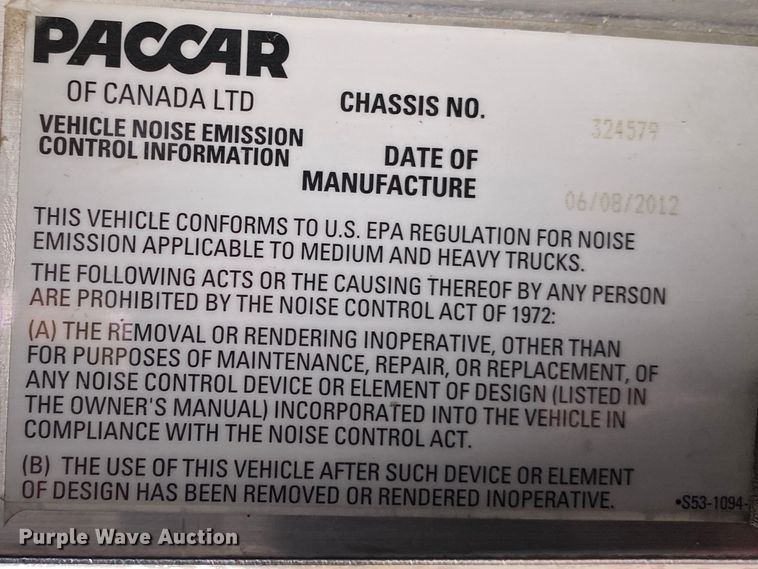 PACCAR
OF CANADA LTD
CHASSIS NO. 324579
VEHICLE NOISE EMISSION
CONTROL INFORMATION
DATE OF
MANUFACTURE 06/08/2012
THIS VEHICLE CONFORMS TO U.S. EPA REGULATION FOR NOISE
EMISSION APPLICABLE TO MEDIUM AND HEAVY TRUCKS.
THE FOLLOWING ACTS OR THE CAUSING THEREOF BY ANY PERSON
ARE PROHIBITED BY THE NOISE CONTROL ACT OF 1972:
(A) THE REMOVAL OR RENDERING INOPERATIVE, OTHER THAN
FOR PURPOSES OF MAINTENANCE, REPAIR, OR REPLACEMENT, OF
ANY NOISE CONTROL DEVICE OR ELEMENT OF DESIGN (LISTED IN
THE OWNER'S MANUAL) INCORPORATED INTO THE VEHICLE IN
COMPLIANCE WITH THE NOISE CONTROL ACT.
(B) THE USE OF THIS VEHICLE AFTER SUCH DEVICE OR ELEMENT
OF DESIGN HAS BEEN REMOVED OR RENDERED INOPERATIVE.
•S53-1094-
Purple Wave Auction